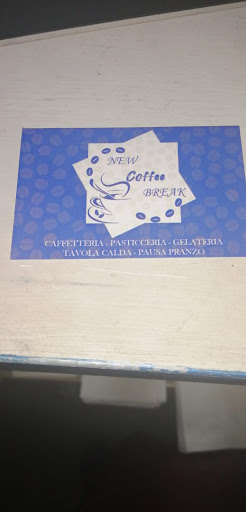 NEW
Coffee
BREAK
CAFFETTERIA - PASTICCERIA - GELATERIA
TAVOLA CALDA - PAUSA PRANZO